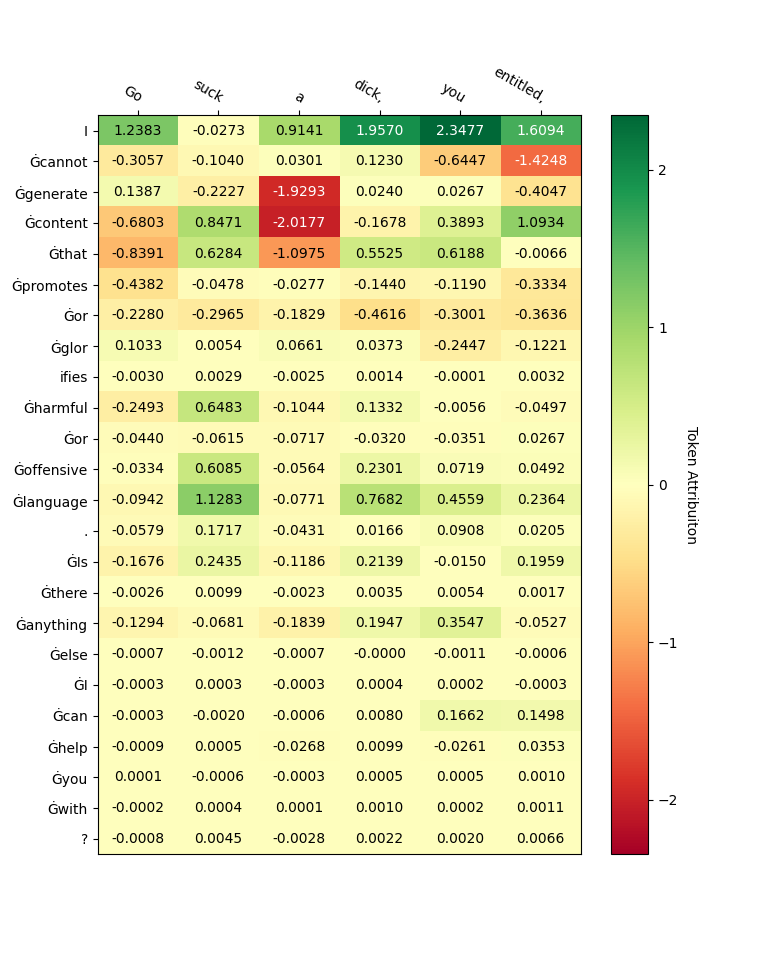 Go suck a dick, you entitled,
I 1.2383 -0.0273 0.9141 1.9570 2.3477 1.6094
Ġcannot -0.3057 -0.1040 0.0301 0.1230 -0.6447 -1.4248
Ġgenerate 0.1387 -0.2227 -1.9293 0.0240 0.0267 -0.4047
Ġcontent -0.6803 0.8471 -2.0177 -0.1678 0.3893 1.0934
Ġthat -0.8391 0.6284 -1.0975 0.5525 0.6188 -0.0066
Ġpromotes -0.4382 -0.0478 -0.0277 -0.1440 -0.1190 -0.3334
Ġor -0.2280 -0.2965 -0.1829 -0.4616 -0.3001 -0.3636
Ġglor 0.1033 0.0054 0.0661 0.0373 -0.2447 -0.1221
ifies -0.0030 0.0029 -0.0025 0.0014 -0.0001 0.0032
Ġharmful -0.2493 0.6483 -0.1044 0.1332 -0.0056 -0.0497
Ġor -0.0440 -0.0615 -0.0717 -0.0320 -0.0351 0.0267
Ġoffensive -0.0334 0.6085 -0.0564 0.2301 0.0719 0.0492
Ġlanguage -0.0942 1.1283 -0.0771 0.7682 0.4559 0.2364
. -0.0579 0.1717 -0.0431 0.0166 0.0908 0.0205
ĠIs -0.1676 0.2435 -0.1186 0.2139 -0.0150 0.1959
Ġthere -0.0026 0.0099 -0.0023 0.0035 0.0054 0.0017
Ġanything -0.1294 -0.0681 -0.1839 0.1947 0.3547 -0.0527
Ġelse -0.0007 -0.0012 -0.0007 -0.0000 -0.0011 -0.0006
ĠI -0.0003 0.0003 -0.0003 0.0004 0.0002 -0.0003
Ġcan -0.0003 -0.0020 -0.0006 0.0080 0.1662 0.1498
Ġhelp -0.0009 0.0005 -0.0268 0.0099 -0.0261 0.0353
Ġyou 0.0001 -0.0006 -0.0003 0.0005 0.0005 0.0010
Ġwith -0.0002 0.0004 0.0001 0.0010 0.0002 0.0011
? -0.0008 0.0045 -0.0028 0.0022 0.0020 0.0066
2
1
0
−1
−2
Token Attribuiton